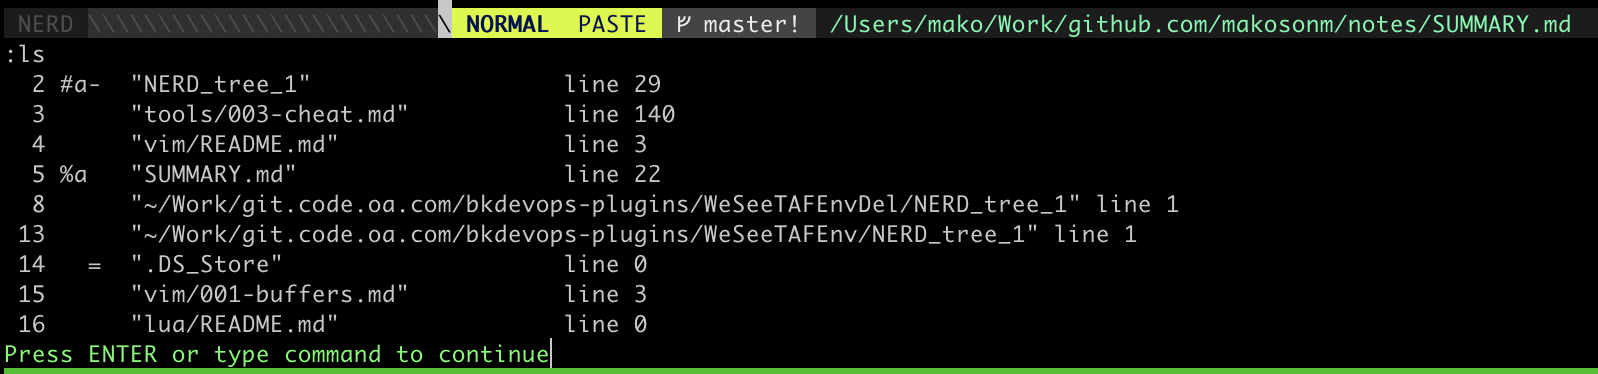 NERD \\\\\\\\\\\\\\\\\\\\\\\\\\ NORMAL PASTE master! /Users/mako/Work/github.com/makosonm/notes/SUMMARY.md
:ls
2 #a- "NERD_tree_1" line 29
3 "tools/003-cheat.md" line 140
4 "vim/README.md" line 3
5 %a "SUMMARY.md" line 22
8 "~/Work/git.code.oa.com/bkdevops-plugins/WeSeeTAFEnvDel/NERD_tree_1" line 1
13 "~/Work/git.code.oa.com/bkdevops-plugins/WeSeeTAFEnv/NERD_tree_1" line 1
14 = ".DS_Store" line 0
15 "vim/001-buffers.md" line 3
16 "lua/README.md" line 0
Press ENTER or type command to continue